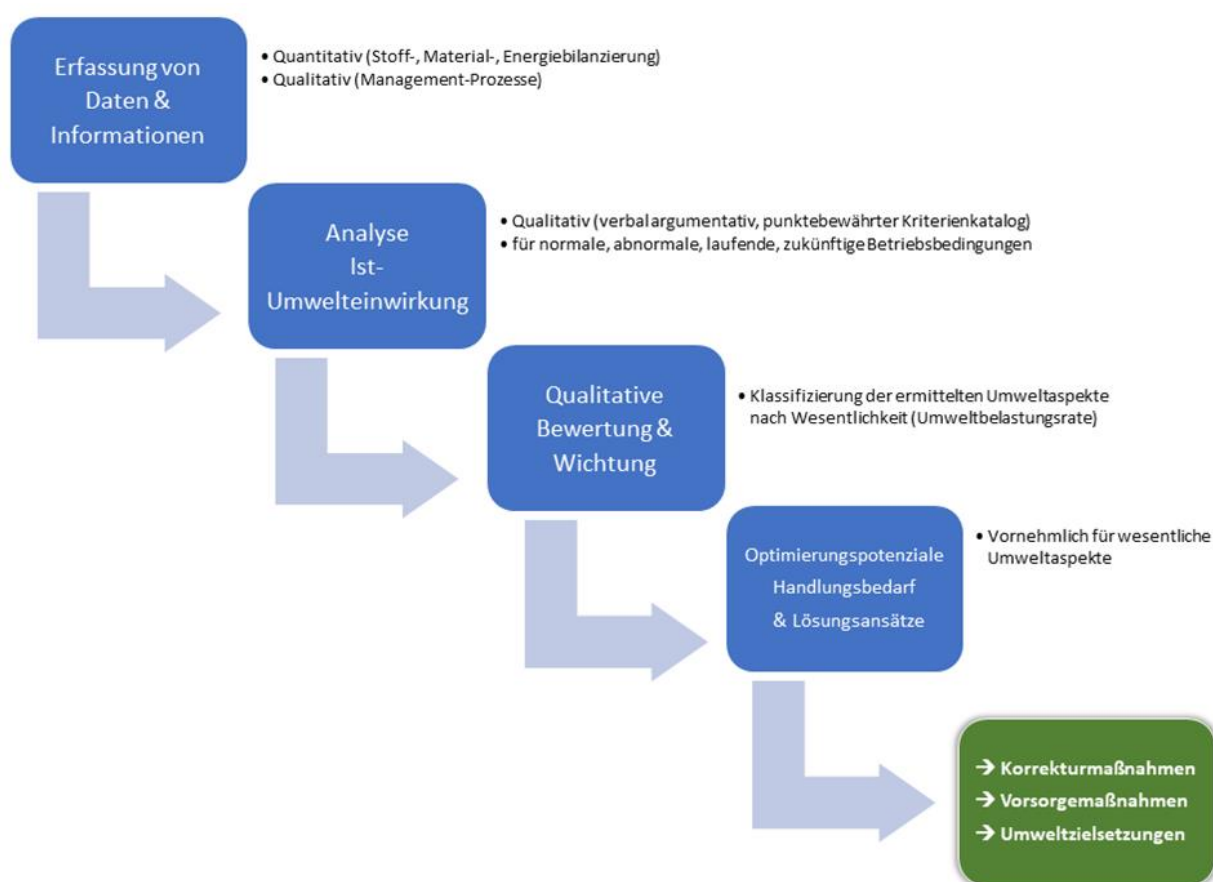 Erfassung von
Daten &
Informationen
• Quantitativ (Stoff-, Material-, Energiebilanzierung)
• Qualitativ (Management-Prozesse)
Analyse
Ist-
Umwelteinwirkung
• Qualitativ (verbal argumentativ, punktebewährter Kriterienkatalog)
• für normale, abnormale, laufende, zukünftige Betriebsbedingungen
Qualitative
Bewertung &
Wichtung
• Klassifizierung der ermittelten Umweltaspekte
nach Wesentlichkeit (Umweltbelastungsrate)
Optimierungspotenziale
Handlungsbedarf
& Lösungsansätze
• Vornehmlich für wesentliche
Umweltaspekte
→ Korrekturmaßnahmen
→ Vorsorgemaßnahmen
→ Umweltzielsetzungen